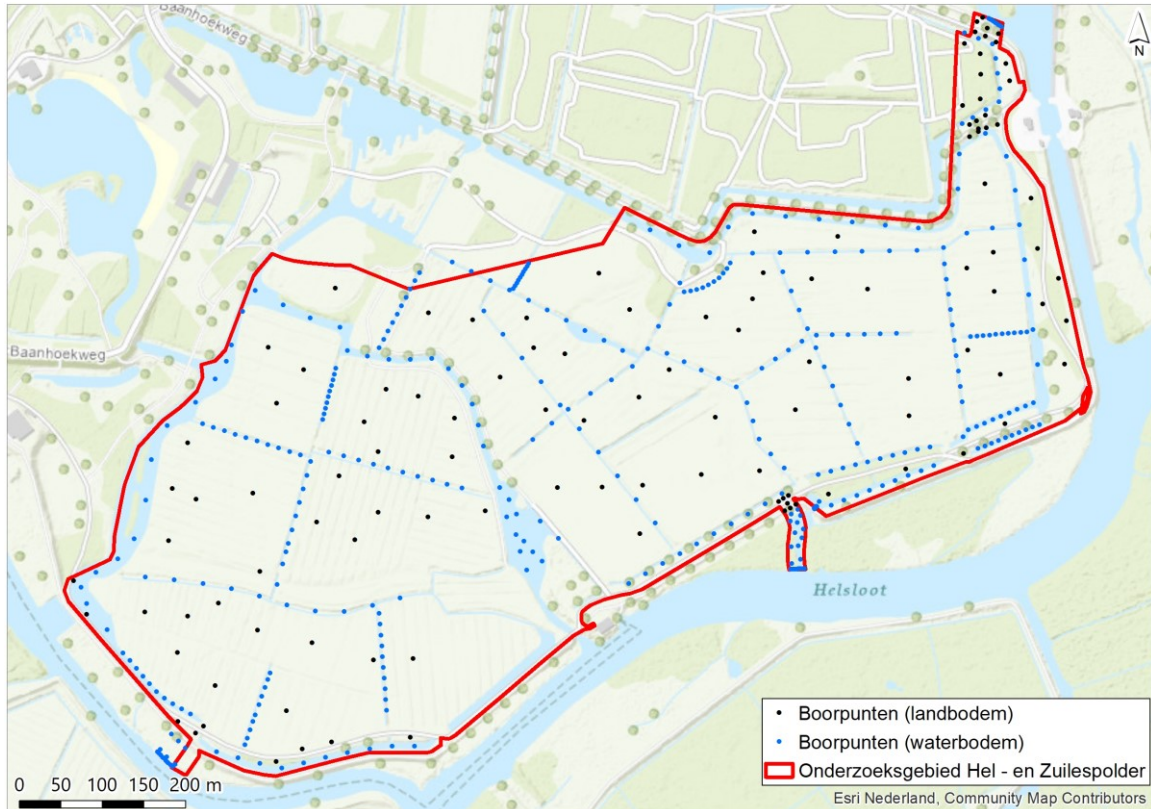 Baanhoekweg
N
Baanhoekweg
Helsloot
Boorpunten (landbodem)
Boorpunten (waterbodem)
Onderzoeksgebied Hel - en Zuilespolder
0 50 100 150 200 m
Esri Nederland, Community Map Contributors